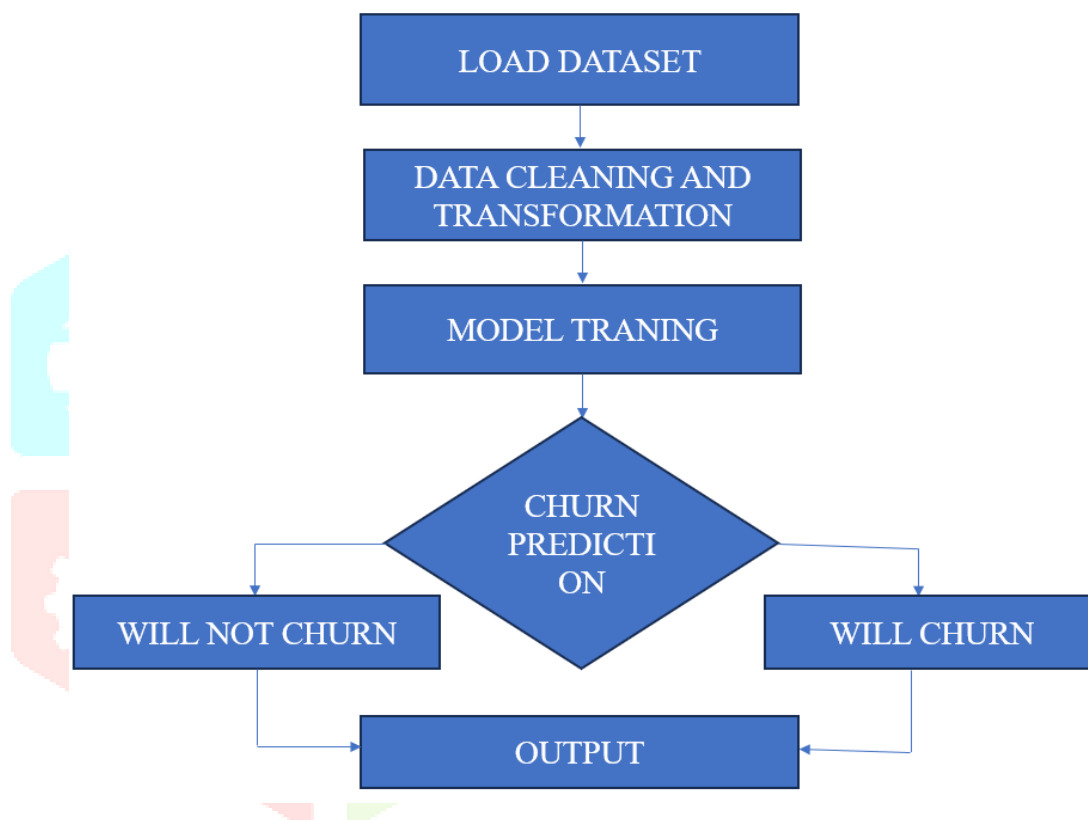 LOAD DATASET
DATA CLEANING AND
TRANSFORMATION
MODEL TRANING
CHURN
PREDICTI
ON
WILL NOT CHURN
WILL CHURN
OUTPUT